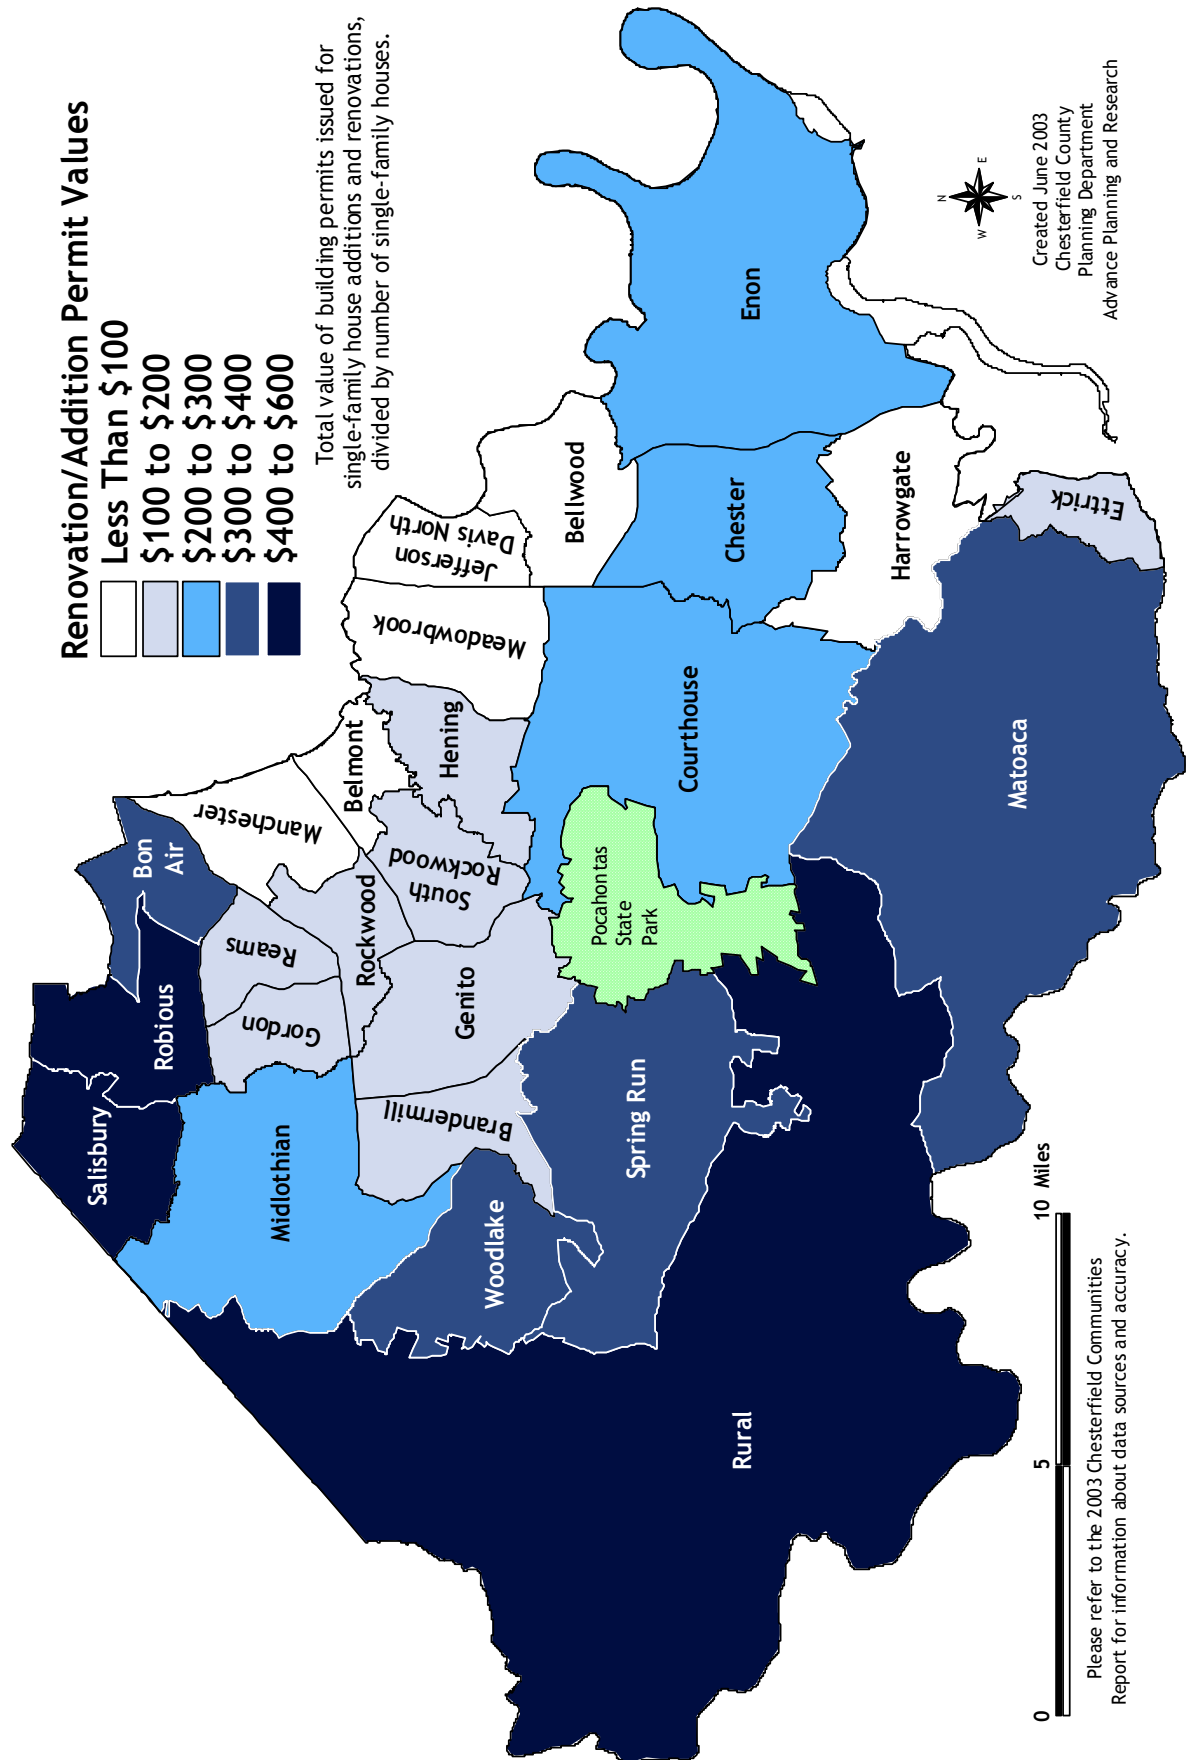 Renovation/Addition Permit Values
Less Than $100
$100 to $200
$200 to $300
$300 to $400
$400 to $600
Total value of building permits issued for
single-family house additions and renovations,
divided by number of single-family houses.
Salisbury
Robious
Bon
Air
Midlothian
Gordon
Reams
Manchester
Rockwood
Belmont
Brandermill
Genito
South
Rockwood
Hening
Meadowbrook
Jefferson
Davis North
Bellwood
Woodlake
Spring Run
Pocahontas
State
Park
Courthouse
Chester
Enon
Rural
Matoaca
Harrowgate
Ettrick
N
W
E
S
Created June 2003
Chesterfield County
Planning Department
Advance Planning and Research
0
5
10 Miles
Please refer to the 2003 Chesterfield Communities
Report for information about data sources and accuracy.